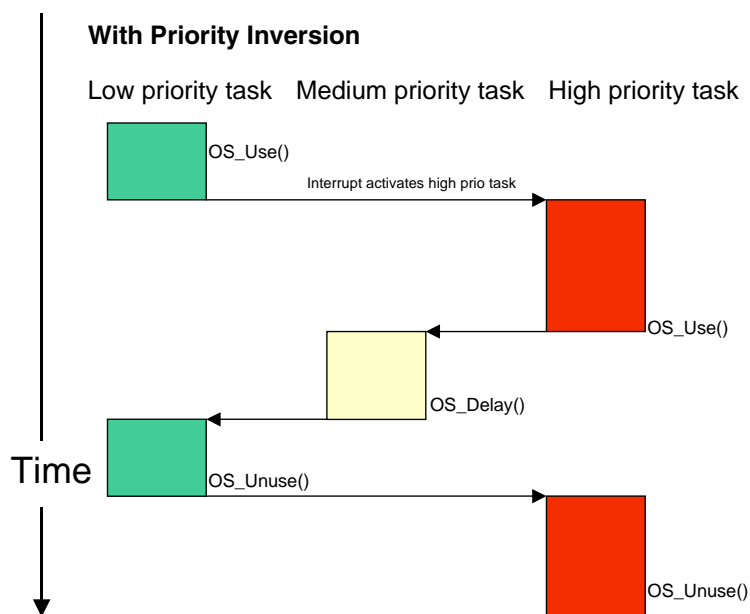 With Priority Inversion
Low priority task Medium priority task High priority task
OS_Use()
Interrupt activates high prio task
OS_Use()
OS_Delay()
Time
OS_Unuse()
OS_Unuse()